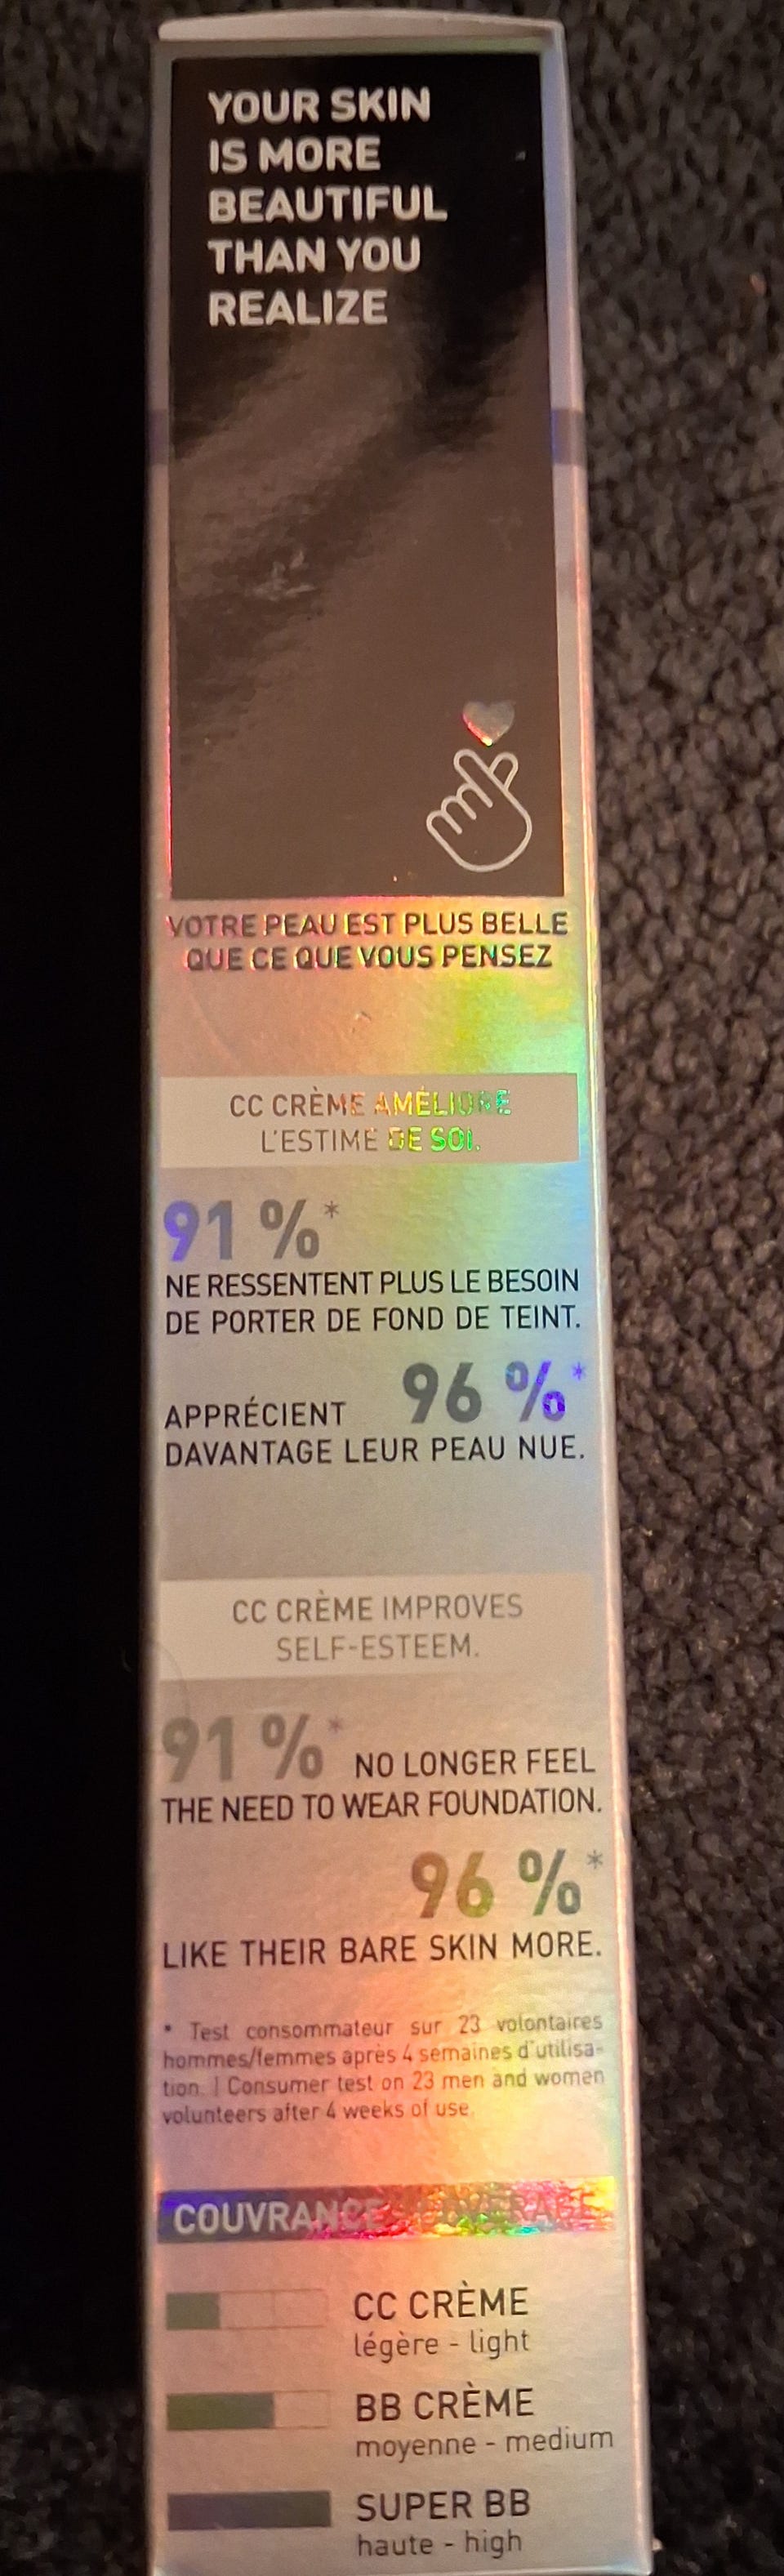 YOUR SKIN
IS MORE
BEAUTIFUL
THAN YOU
REALIZE
VOTRE PEAU EST PLUS BELLE
QUE CE QUE VOUS PENSEZ
CC CRÈME AMÉLIORE
L'ESTIME DE SOI.
91 %*
NE RESSENTENT PLUS LE BESOIN
DE PORTER DE FOND DE TEINT.
APPRÉCIENT 96 %*
DAVANTAGE LEUR PEAU NUE.
CC CRÈME IMPROVES
SELF-ESTEEM.
91 %* NO LONGER FEEL
THE NEED TO WEAR FOUNDATION.
96 %*
LIKE THEIR BARE SKIN MORE.
* Test consommateur sur 23 volontaires
hommes/femmes après 4 semaines d'utilisa-
tion. | Consumer test on 23 men and women
volunteers after 4 weeks of use.
COUVRANCE - COVERAGE
CC CRÈME
légère - light
BB CRÈME
moyenne - medium
SUPER BB
haute - high